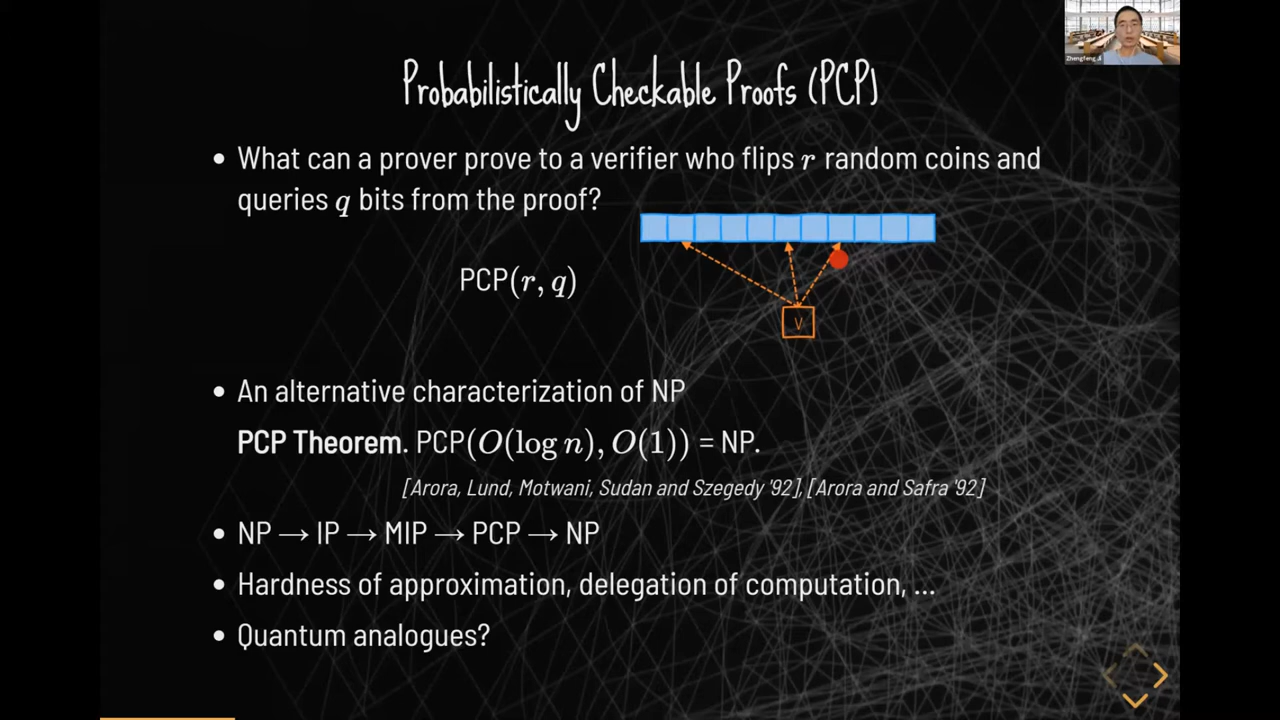 Zhengfeng Ji
Probabilistically Checkable Proofs (PCP)
• What can a prover prove to a verifier who flips r random coins and
queries q bits from the proof?
PCP(r, q)
V
• An alternative characterization of NP
PCP Theorem. PCP(O(log n), O(1)) = NP.
[Arora, Lund, Motwani, Sudan and Szegedy '92], [Arora and Safra '92]
• NP → IP → MIP → PCP → NP
• Hardness of approximation, delegation of computation, ...
• Quantum analogues?